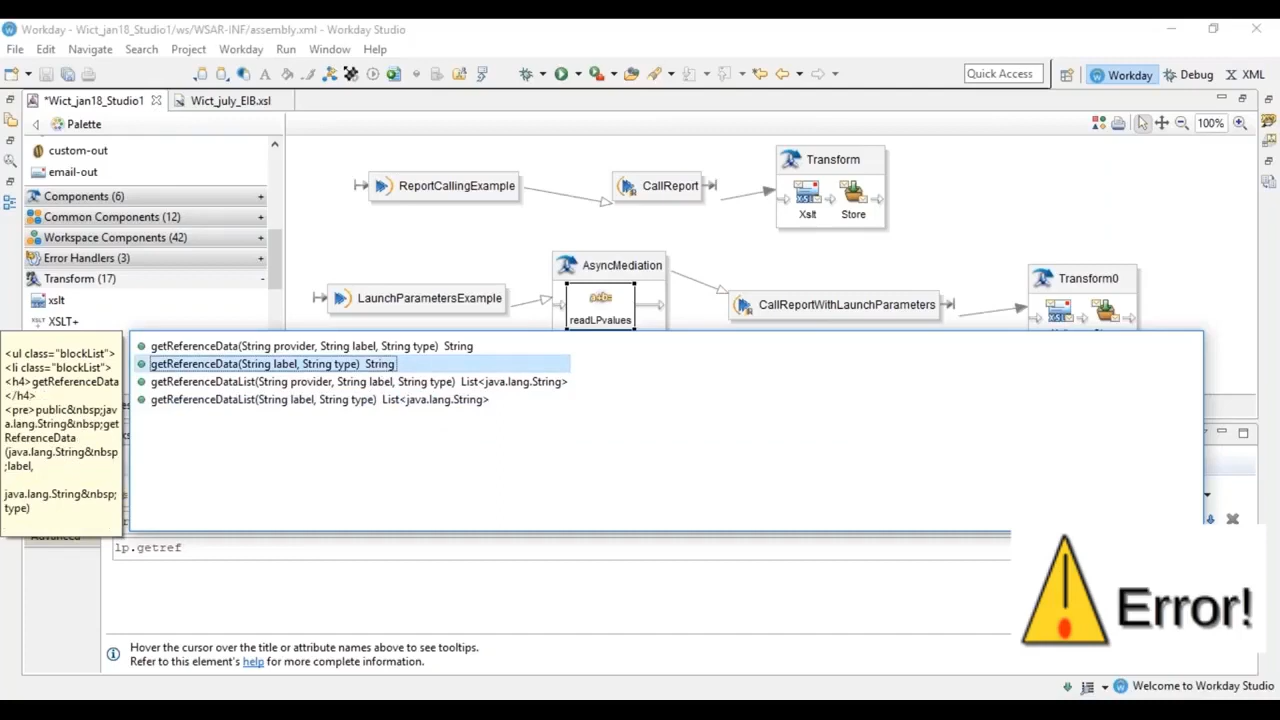 Workday - Wict_jan18_Studio1/ws/WSAR-INF/assembly.xml - Workday Studio
File Edit Navigate Search Project Workday Run Window Help
Quick Access
Workday Debug XML
*Wict_jan18_Studio1 Wict_july_EIB.xsl
Palette
100%
custom-out
email-out
Components (6) +
Common Components (12) +
Workspace Components (42) +
Error Handlers (3) +
Transform (17) -
xslt
XSLT+
ReportCallingExample
CallReport
Transform
Xslt Store
LaunchParametersExample
AsyncMediation
readLPvalues
CallReportWithLaunchParameters
Transform0
<ul class="blockList">
<li class="blockList">
<h4>getReferenceData
</h4>
<pre>public&nbsp;jav
a.lang.String&nbsp;get
ReferenceData
(java.lang.String&nbsp
;label,
java.lang.String&nbsp;
type)
getReferenceData(String provider, String label, String type) String
getReferenceData(String label, String type) String
getReferenceDataList(String provider, String label, String type) List<java.lang.String>
getReferenceDataList(String label, String type) List<java.lang.String>
Advanced
lp.getref
Error!
Hover the cursor over the title or attribute names above to see tooltips.
Refer to this element's help for more complete information.
Welcome to Workday Studio